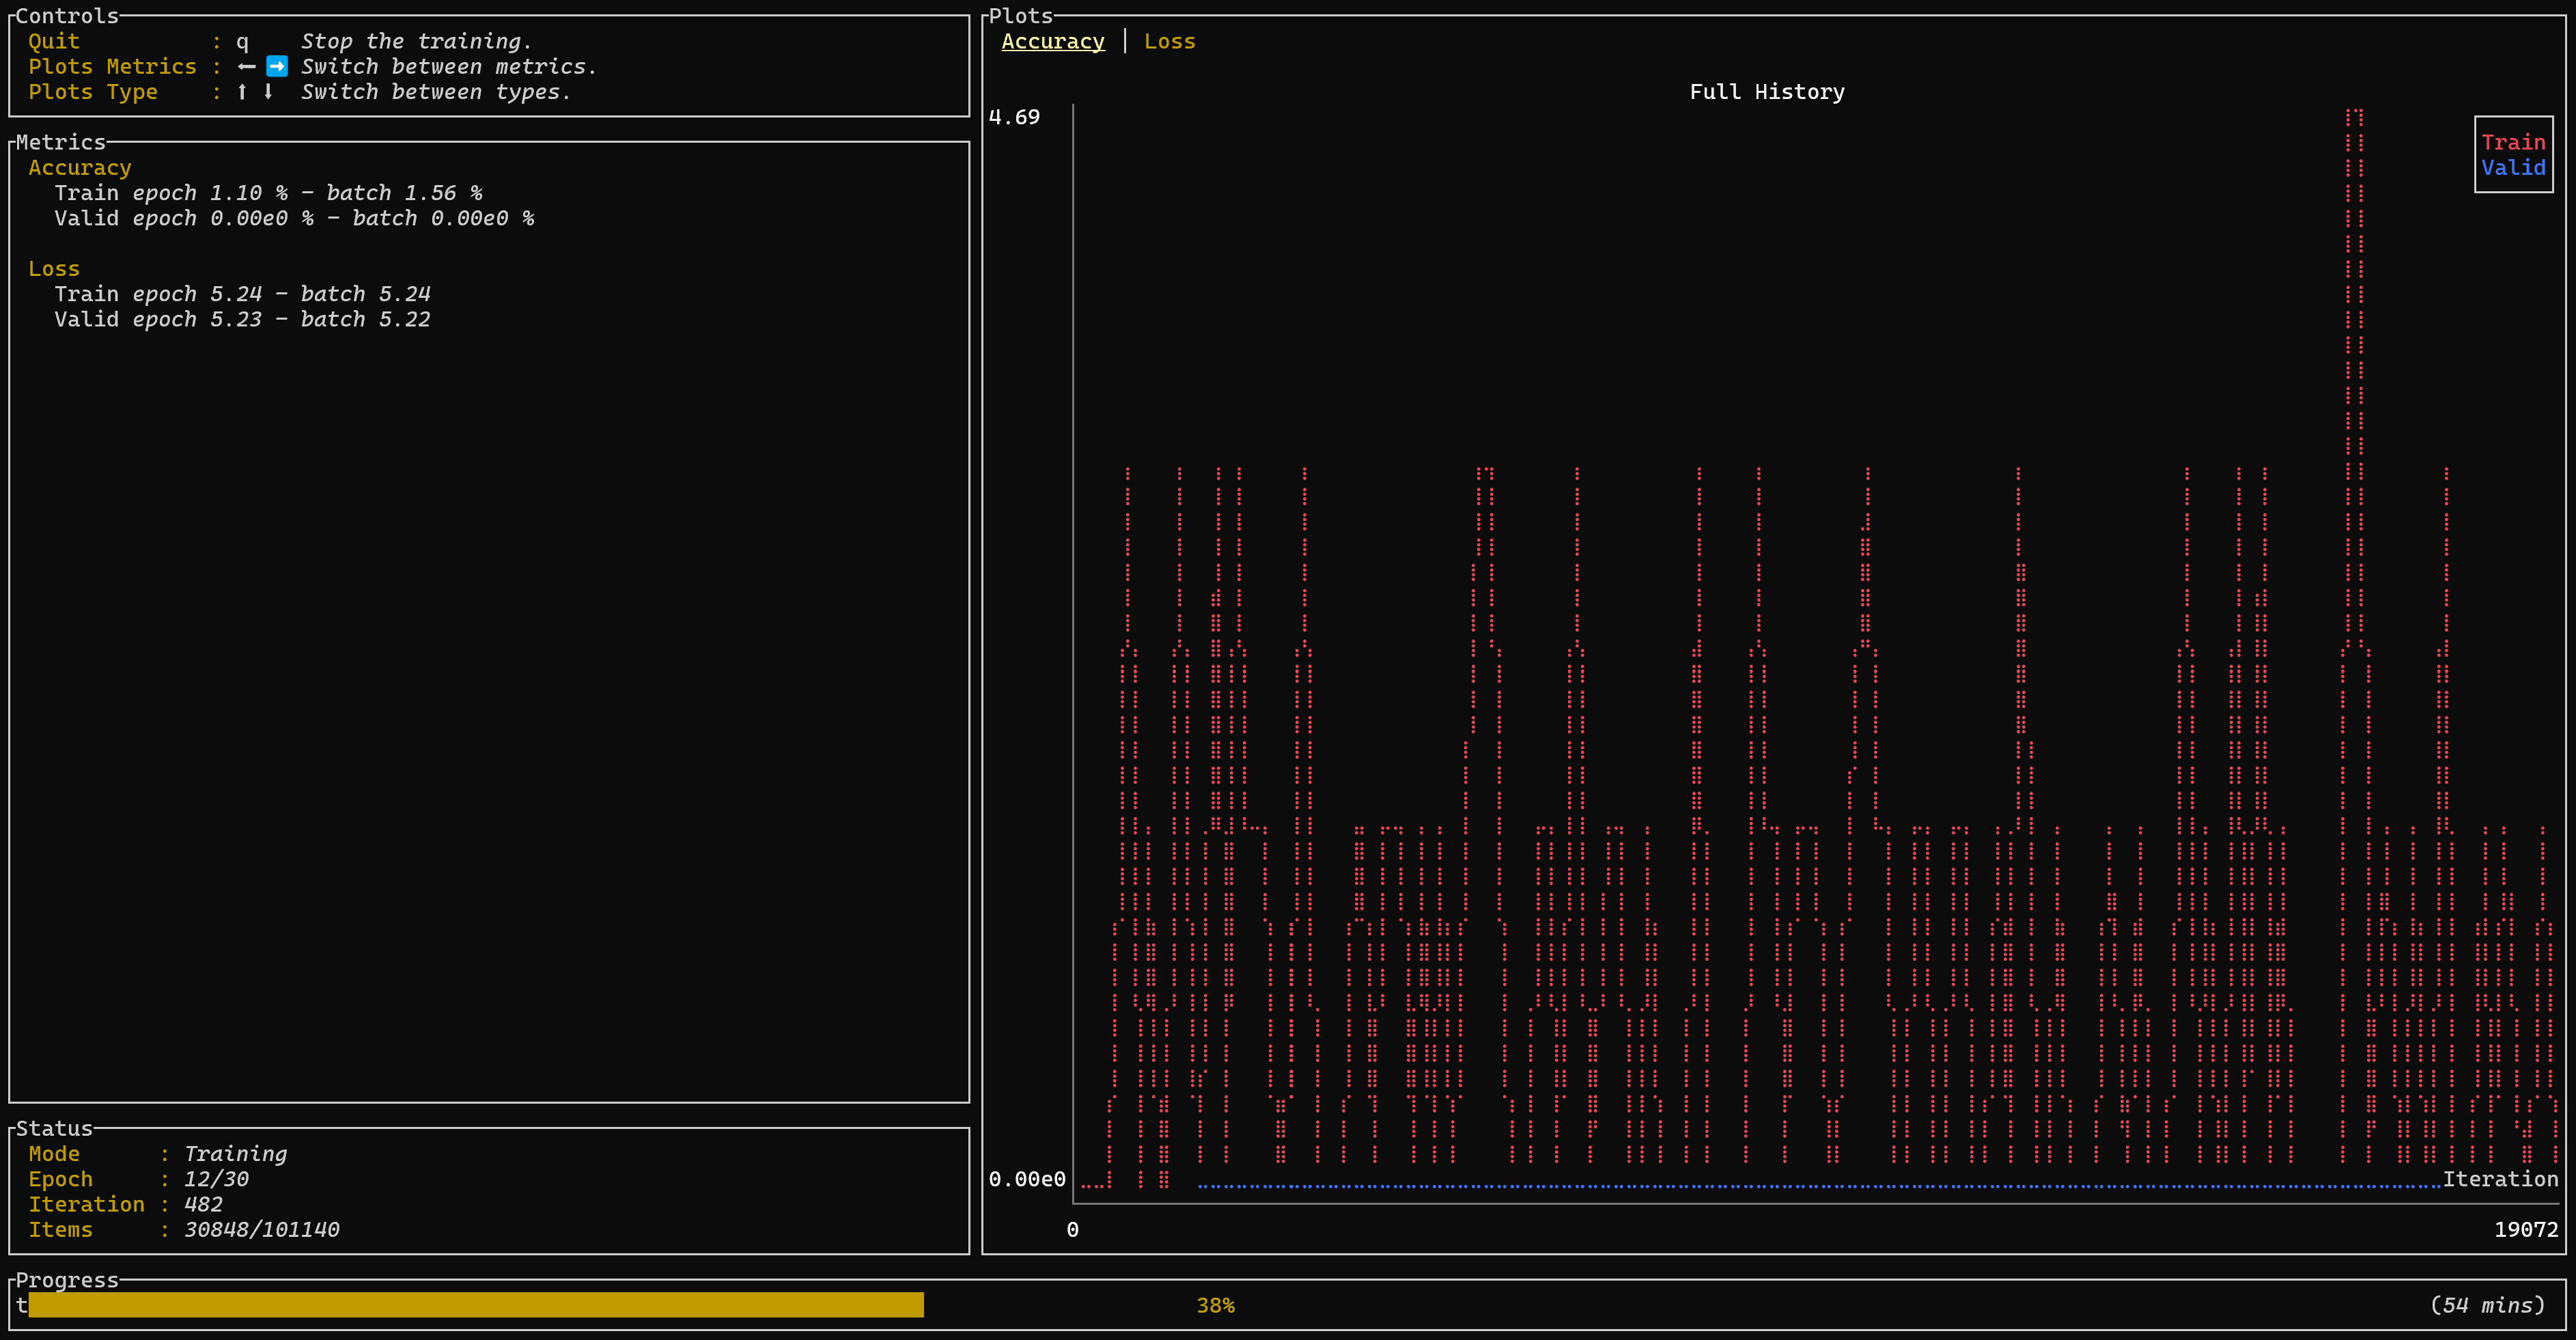 Controls
Quit : q Stop the training.
Plots Metrics : ← ➡ Switch between metrics.
Plots Type : ↑ ↓ Switch between types.
Metrics
Accuracy
Train epoch 1.10 % - batch 1.56 %
Valid epoch 0.00e0 % - batch 0.00e0 %
Loss
Train epoch 5.24 - batch 5.24
Valid epoch 5.23 - batch 5.22
Status
Mode : Training
Epoch : 12/30
Iteration : 482
Items : 30848/101140
Plots
Accuracy | Loss
Full History
4.69
Train
Valid
0.00e0
Iteration
0
19072
Progress
t
38%
(54 mins)